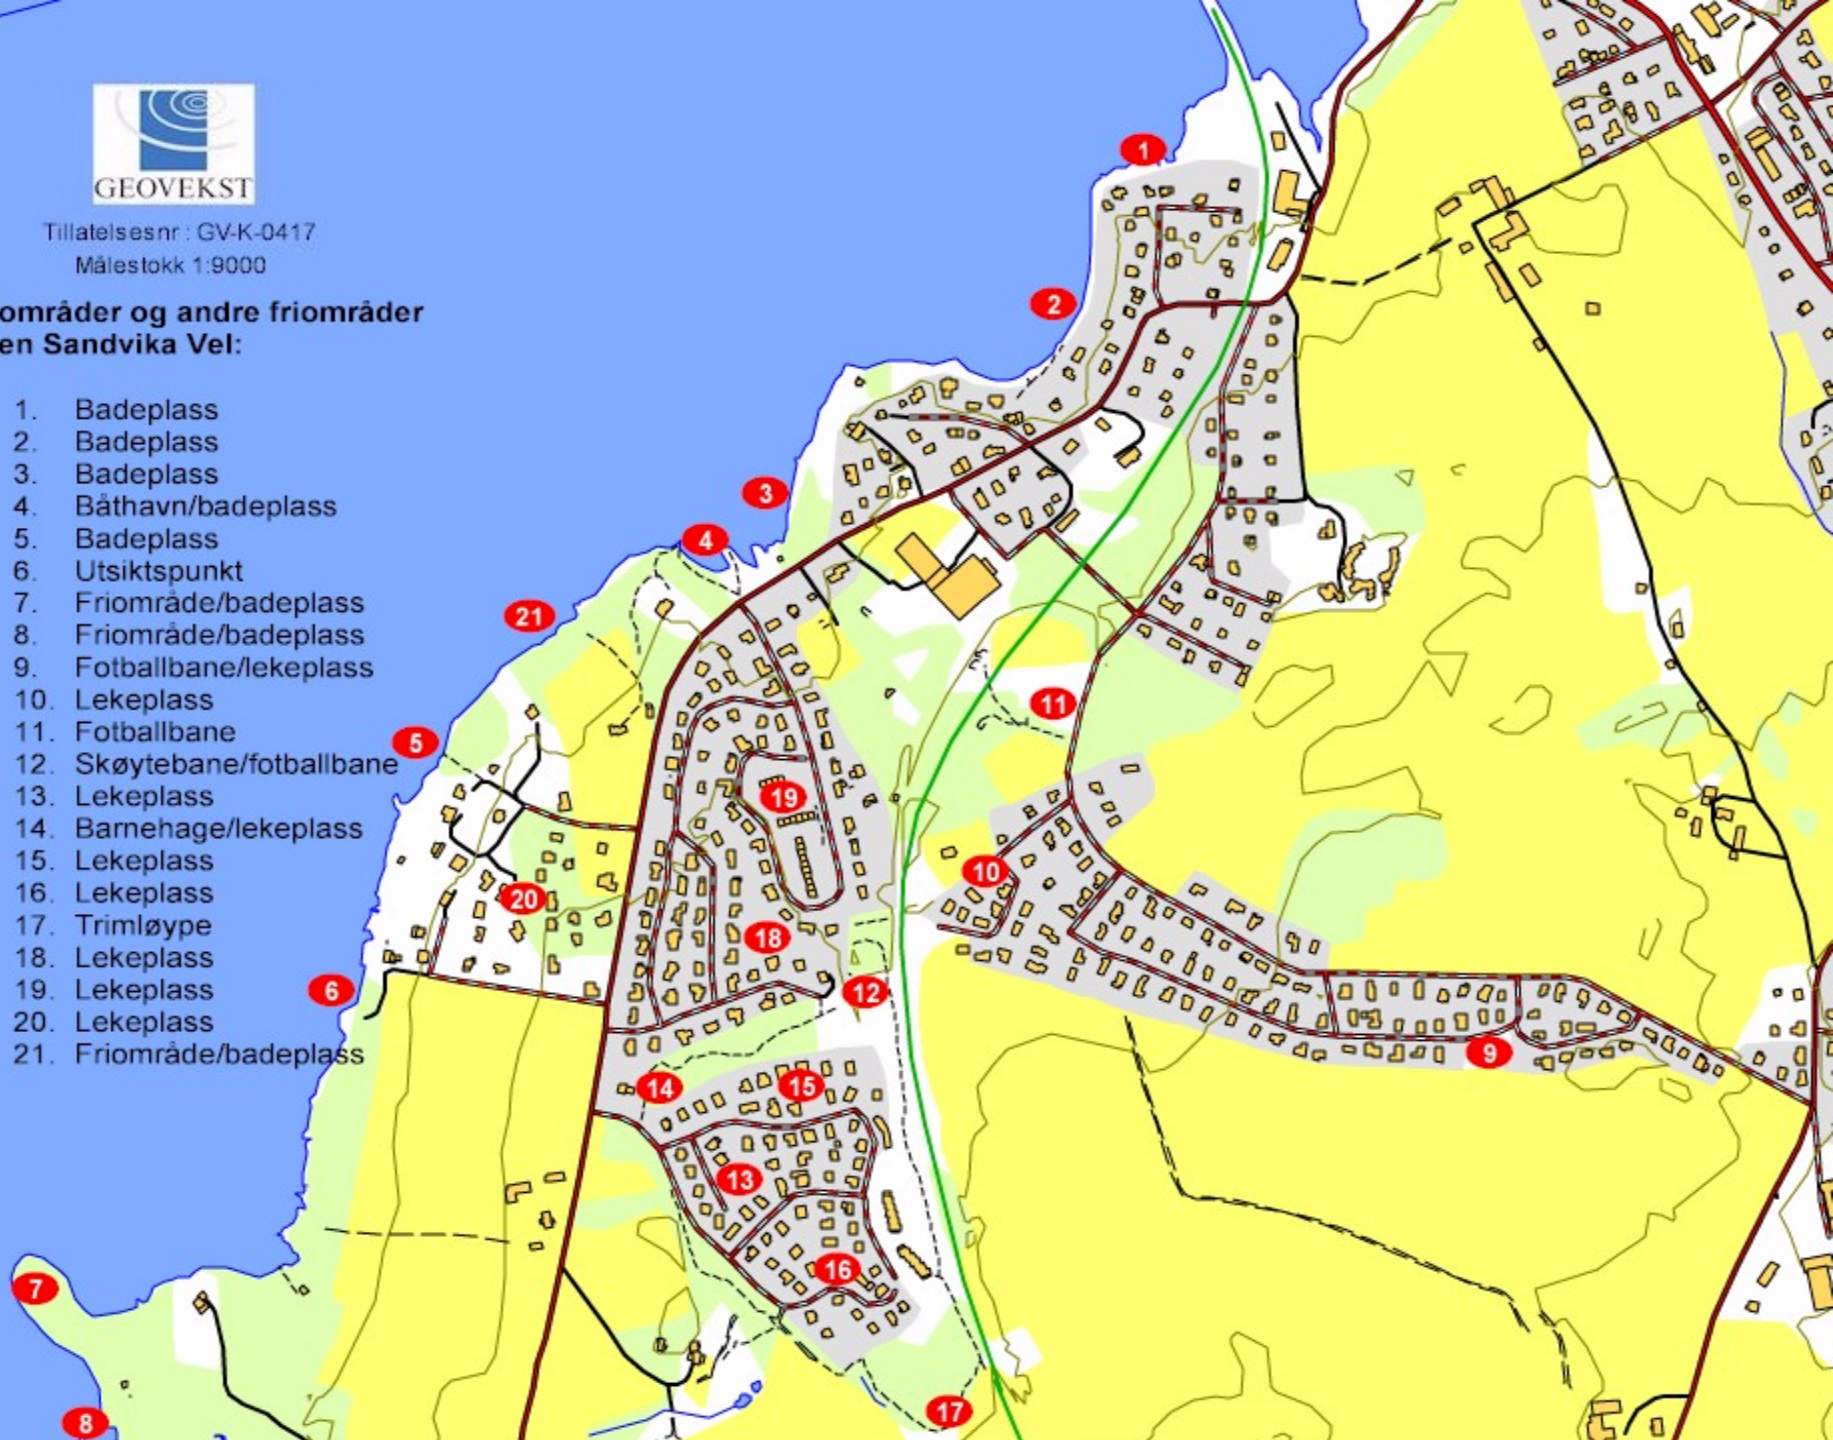 GEOVEKST
Tillatelsesnr : GV-K-0417
Målestokk 1:9000
områder og andre friområder
en Sandvika Vel:
1. Badeplass
2. Badeplass
3. Badeplass
4. Båthavn/badeplass
5. Badeplass
6. Utsiktspunkt
7. Friområde/badeplass
8. Friområde/badeplass
9. Fotballbane/lekeplass
10. Lekeplass
11. Fotballbane
12. Skøytebane/fotballbane
13. Lekeplass
14. Barnehage/lekeplass
15. Lekeplass
16. Lekeplass
17. Trimløype
18. Lekeplass
19. Lekeplass
20. Lekeplass
21. Friområde/badeplass
1
2
3
4
21
11
5
19
10
20
18
6
12
9
14
15
13
16
7
17
8